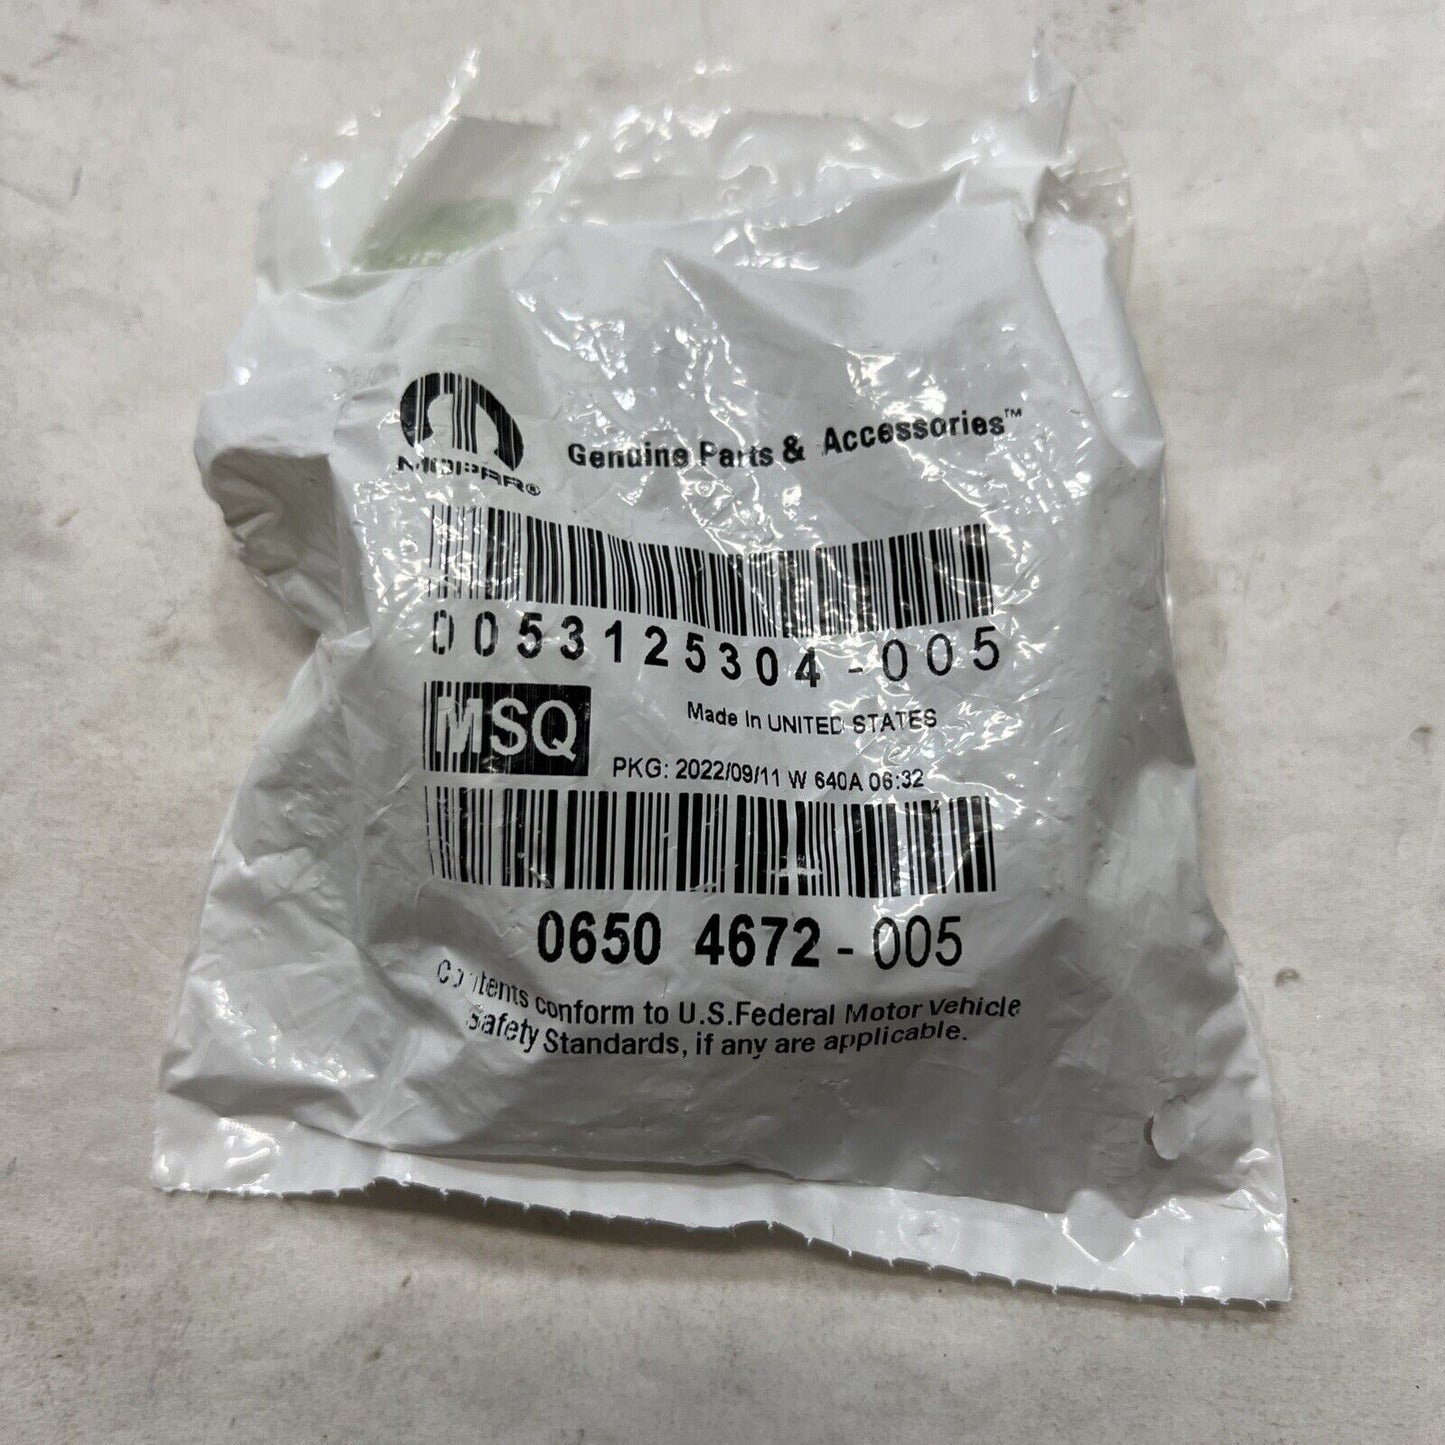 MOPAR®
Genuine Parts & Accessories™
0053125304-005
MSQ
Made In UNITED STATES
PKG: 2022/09/11 W 640A 06:32
0650 4672-005
Contents conform to U.S.Federal Motor Vehicle
Safety Standards, if any are applicable.